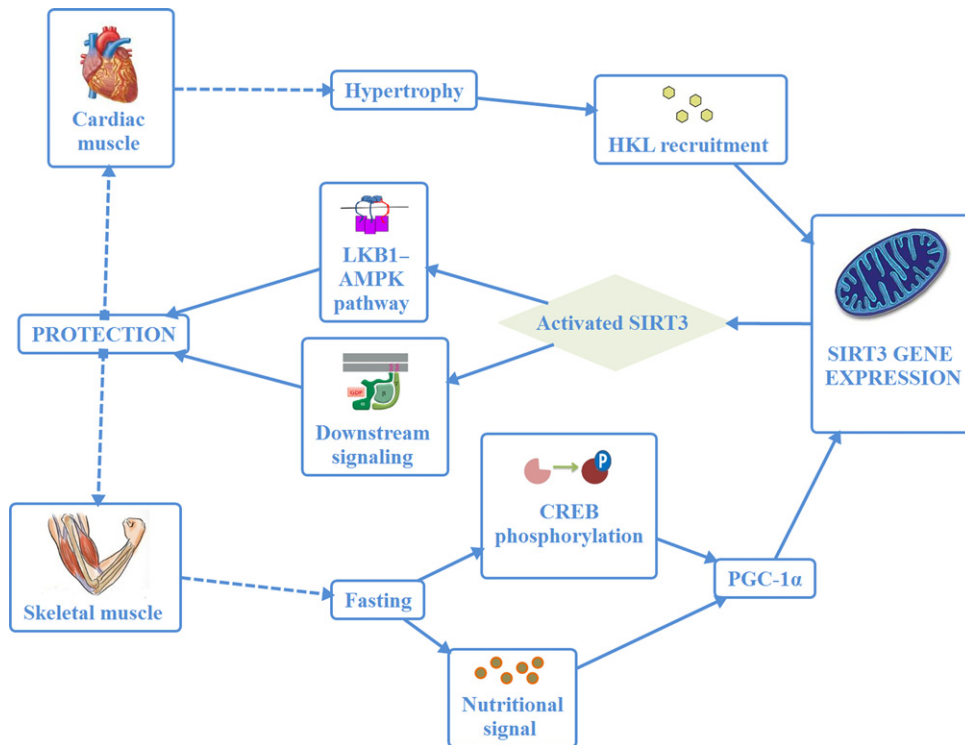 Cardiac
muscle
Hypertrophy
HKL recruitment
LKB1–
AMPK
pathway
PROTECTION
Activated SIRT3
SIRT3 GENE
EXPRESSION
GDP
β
Downstream
signaling
P
CREB
phosphorylation
Skeletal muscle
Fasting
PGC-1α
Nutritional
signal